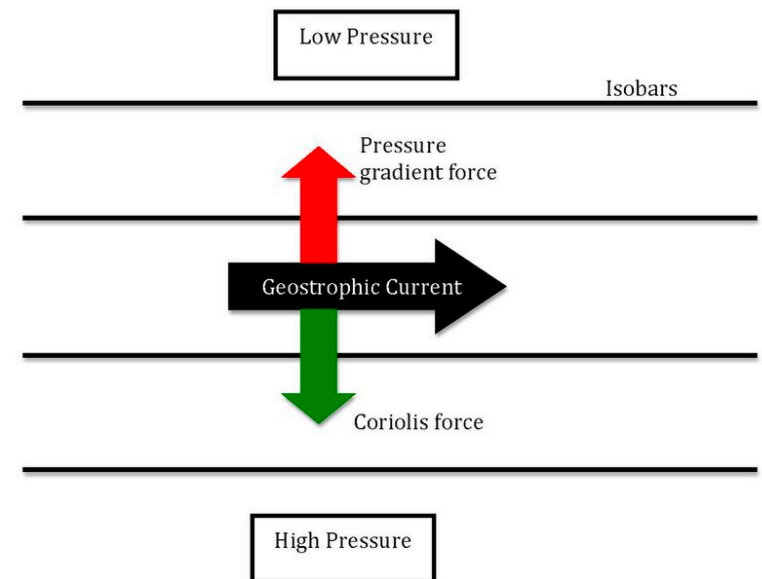 Low Pressure
Isobars
Pressure
gradient force
Geostrophic Current
Coriolis force
High Pressure